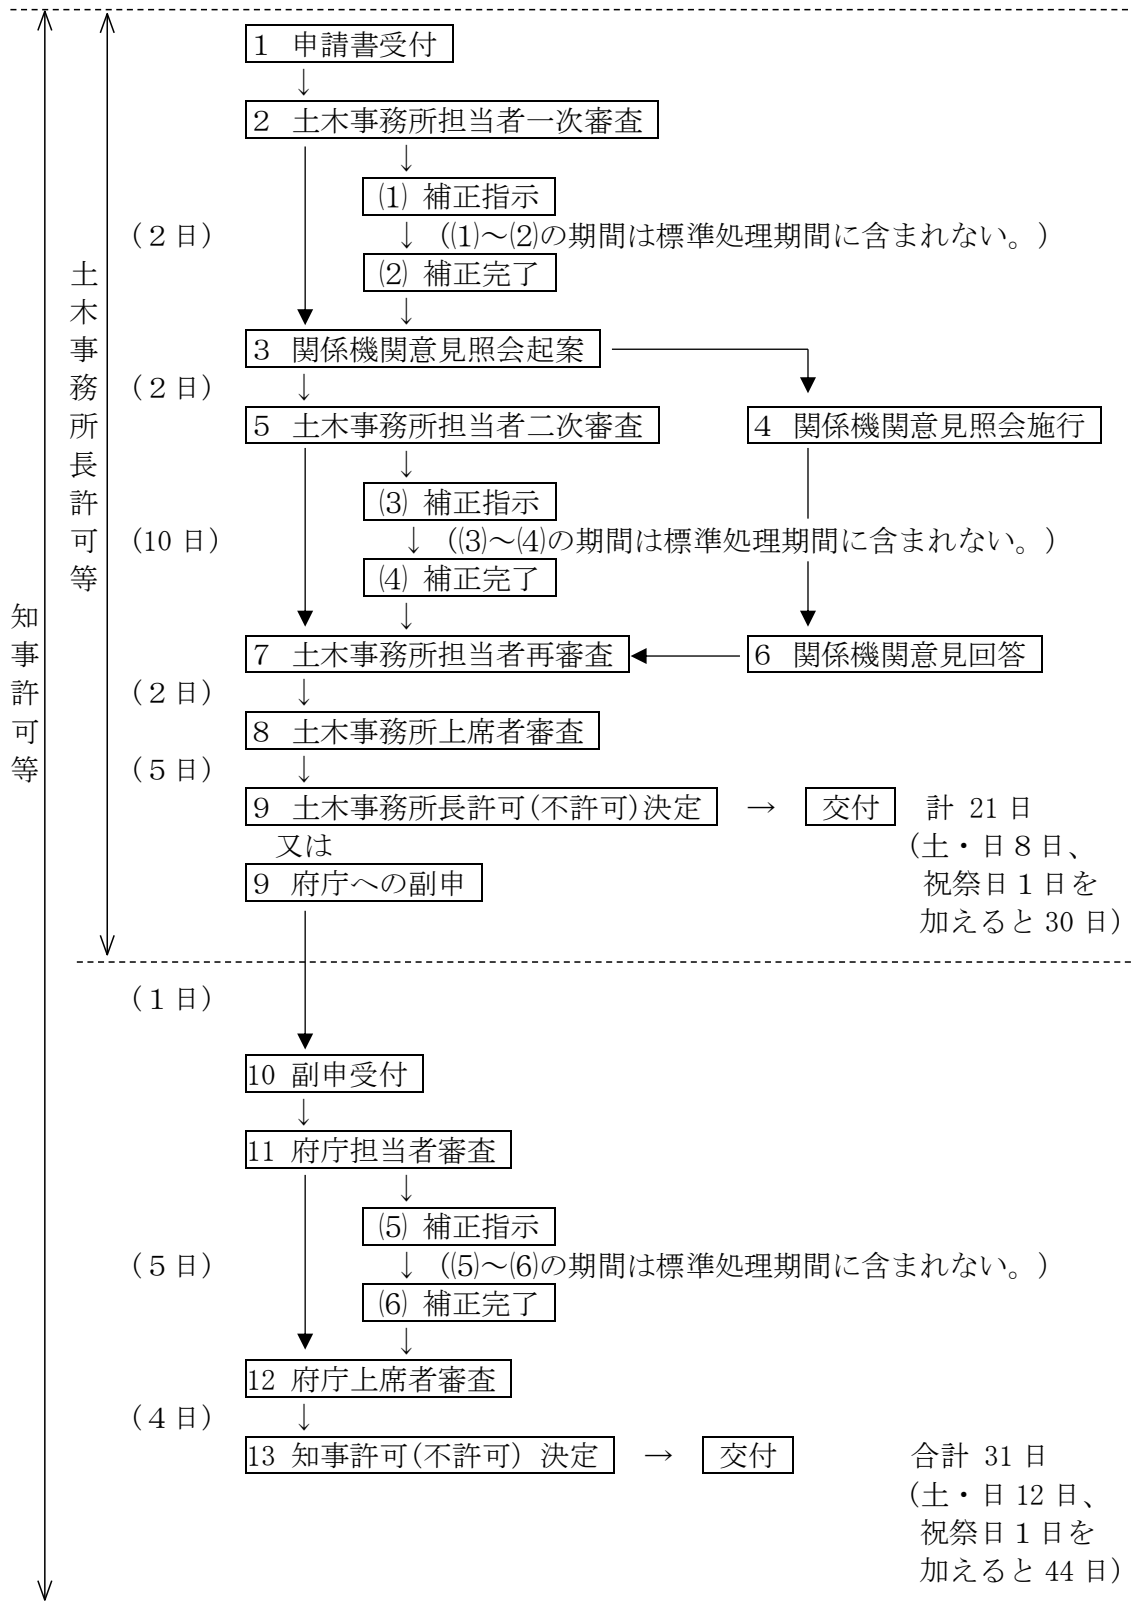 1 申請書受付
↓
2 土木事務所担当者一次審査
↓
⑴ 補正指示
(2日) ↓ (⑴～⑵の期間は標準処理期間に含まれない。)
⑵ 補正完了
↓
3 関係機関意見照会起案
(2日) ↓
5 土木事務所担当者二次審査 4 関係機関意見照会施行
↓
⑶ 補正指示
(10日) ↓ (⑶～⑷の期間は標準処理期間に含まれない。)
⑷ 補正完了
↓
7 土木事務所担当者再審査 6 関係機関意見回答
(2日) ↓
8 土木事務所上席者審査
(5日) ↓
9 土木事務所長許可(不許可)決定 → 交付 計 21日
又は (土・日8日、
9 府庁への副申 祝祭日1日を
加えると30日)
土木事務所長許可等
知事許可等
(1日)
10 副申受付
↓
11 府庁担当者審査
↓
⑸ 補正指示
(5日) ↓ (⑸～⑹の期間は標準処理期間に含まれない。)
⑹ 補正完了
↓
12 府庁上席者審査
(4日) ↓
13 知事許可(不許可) 決定 → 交付 合計 31日
(土・日12日、
祝祭日1日を
加えると44日)